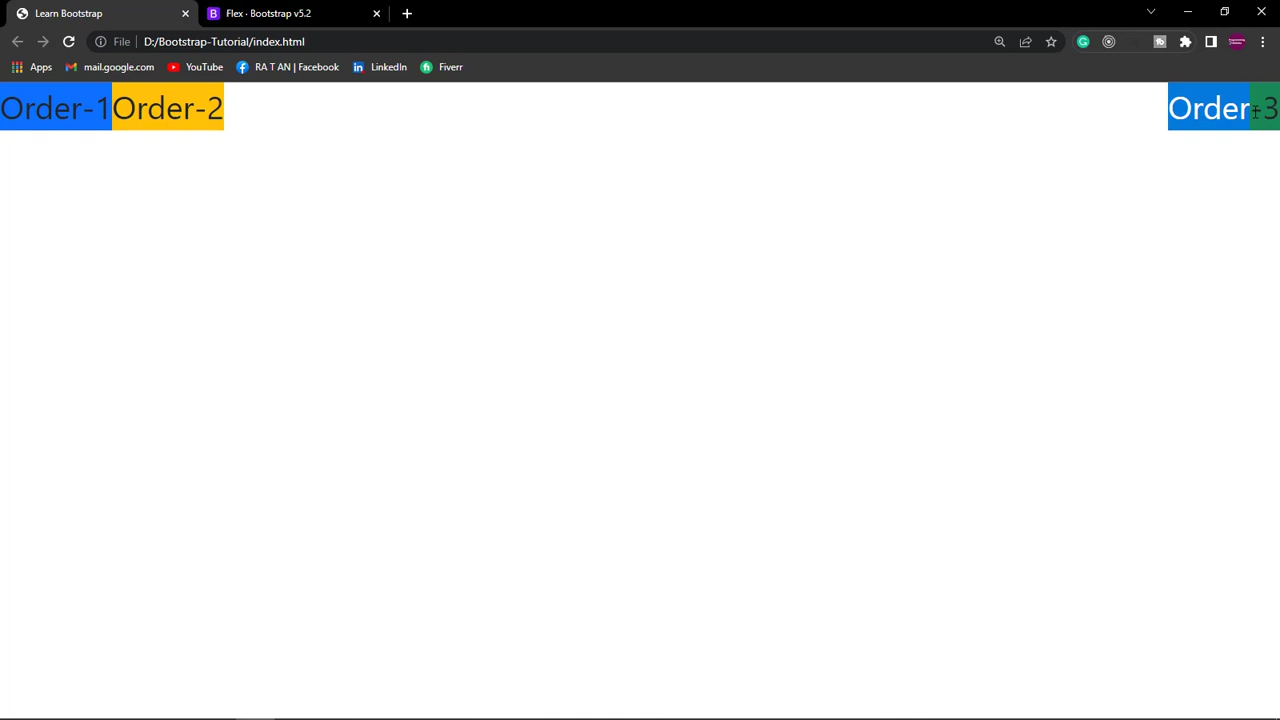 Learn Bootstrap
B Flex · Bootstrap v5.2
File D:/Bootstrap-Tutorial/index.html
Apps mail.google.com YouTube RA T AN | Facebook LinkedIn Fiverr
Order-1 Order-2 Order-3